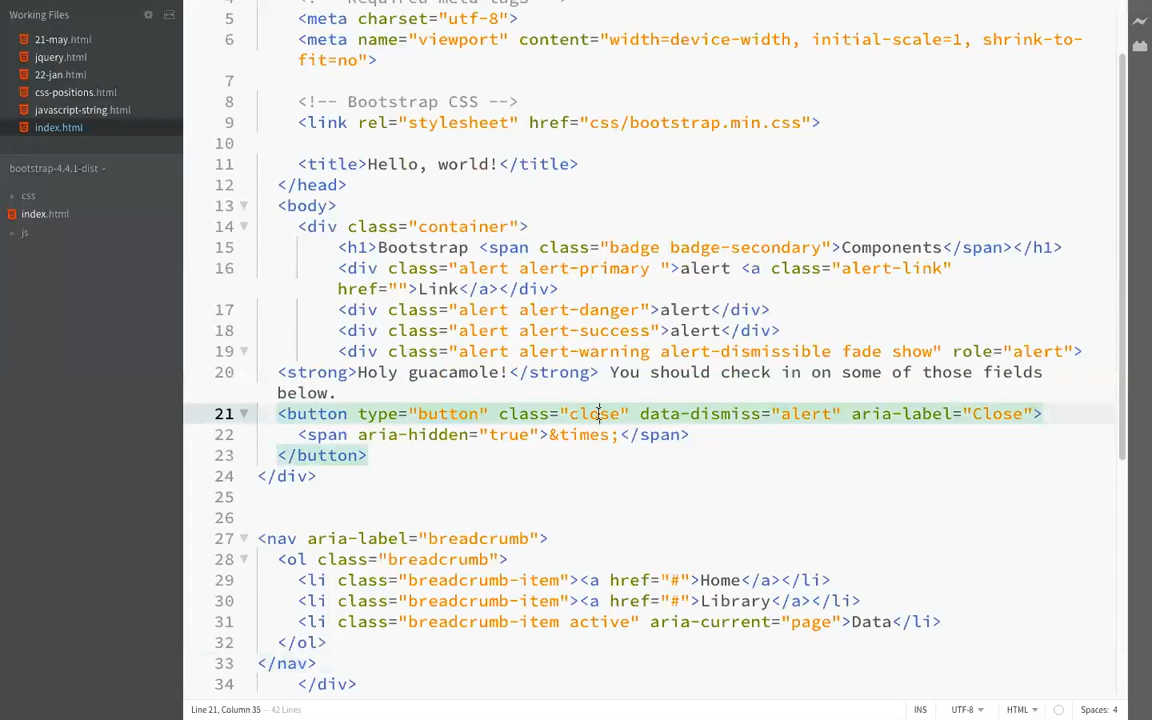 Working Files
21-may.html
jquery.html
22-jan.html
css-positions.html
javascript-string.html
index.html
bootstrap-4.4.1-dist
css
index.html
js
4 <!-- Required meta tags -->
5 <meta charset="utf-8">
6 <meta name="viewport" content="width=device-width, initial-scale=1, shrink-to-
fit=no">
7
8 <!-- Bootstrap CSS -->
9 <link rel="stylesheet" href="css/bootstrap.min.css">
10
11 <title>Hello, world!</title>
12 </head>
13 <body>
14 <div class="container">
15 <h1>Bootstrap <span class="badge badge-secondary">Components</span></h1>
16 <div class="alert alert-primary ">alert <a class="alert-link"
href="">Link</a></div>
17 <div class="alert alert-danger">alert</div>
18 <div class="alert alert-success">alert</div>
19 <div class="alert alert-warning alert-dismissible fade show" role="alert">
20 <strong>Holy guacamole!</strong> You should check in on some of those fields
below.
21 <button type="button" class="close" data-dismiss="alert" aria-label="Close">
22 <span aria-hidden="true">&times;</span>
23 </button>
24 </div>
25
26
27 <nav aria-label="breadcrumb">
28 <ol class="breadcrumb">
29 <li class="breadcrumb-item"><a href="#">Home</a></li>
30 <li class="breadcrumb-item"><a href="#">Library</a></li>
31 <li class="breadcrumb-item active" aria-current="page">Data</li>
32 </ol>
33 </nav>
34 </div>
Line 21, Column 35 — 42 Lines
INS
UTF-8
HTML
Spaces: 4